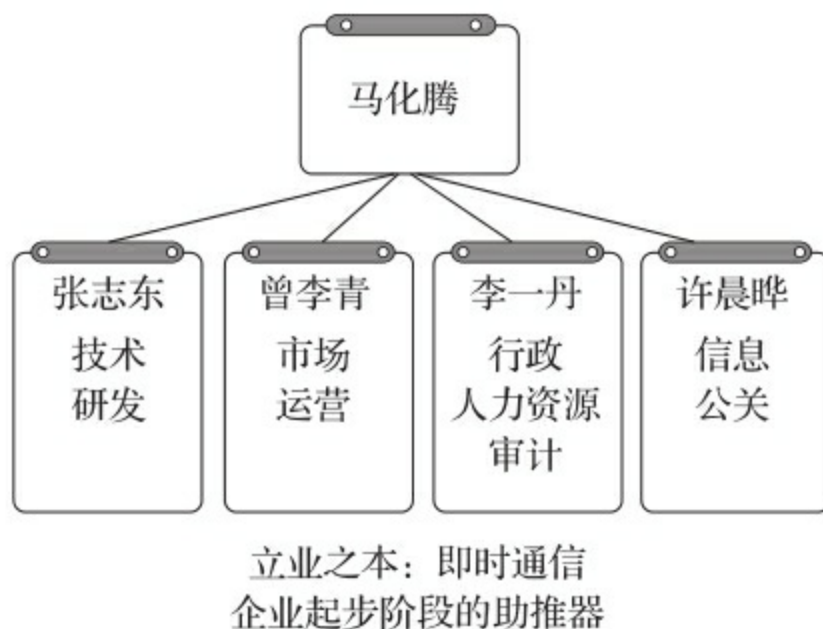 马化腾
张志东
技术
研发
曾李青
市场
运营
李一丹
行政
人力资源
审计
许晨晔
信息
公关
立业之本：即时通信
企业起步阶段的助推器